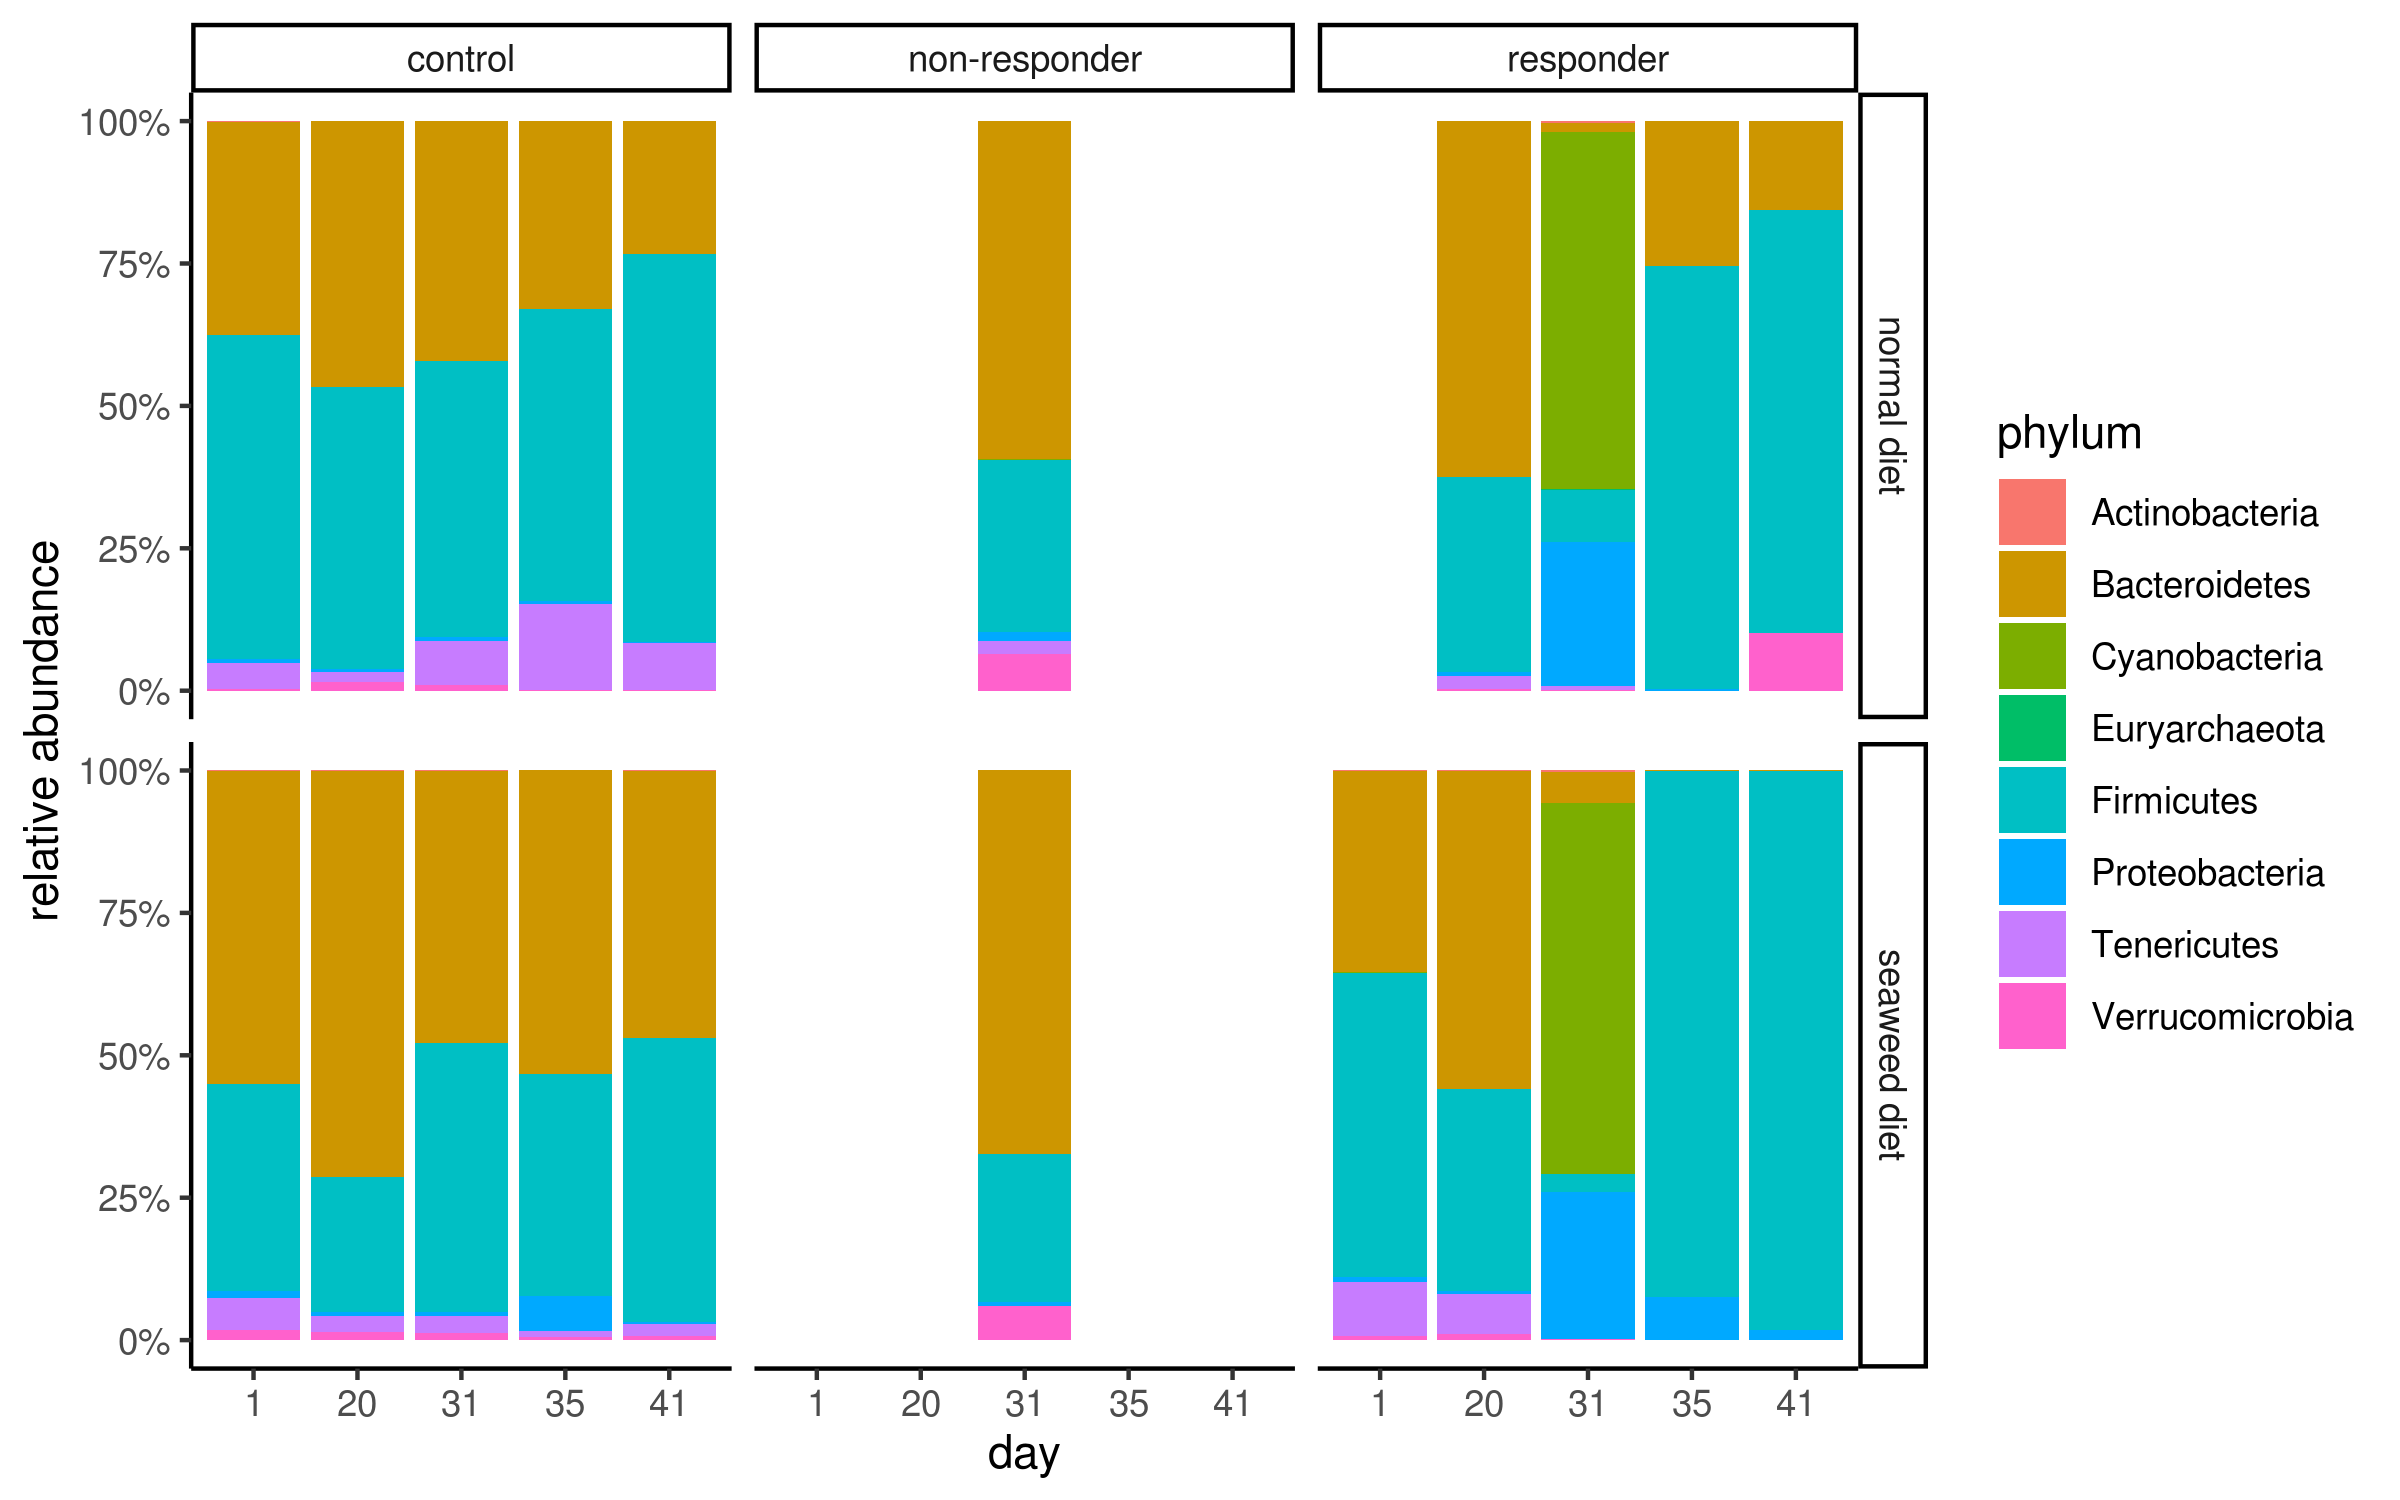 control
non-responder
responder
100%
75%
50%
25%
0%
normal diet
100%
75%
50%
25%
0%
seaweed diet
relative abundance
1 20 31 35 41
1 20 31 35 41
1 20 31 35 41
day
phylum
Actinobacteria
Bacteroidetes
Cyanobacteria
Euryarchaeota
Firmicutes
Proteobacteria
Tenericutes
Verrucomicrobia